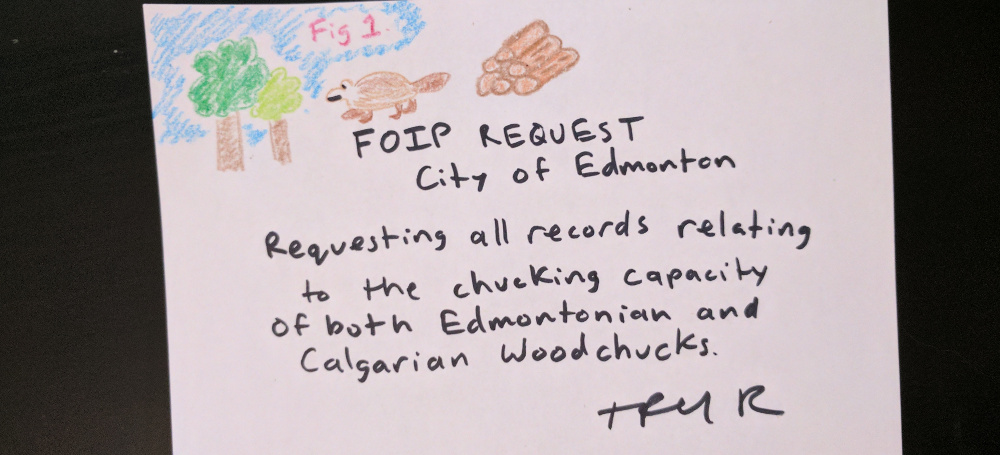 Fig 1.
FOIP REQUEST
City of Edmonton
Requesting all records relating
to the chucking capacity
of both Edmontonian and
Calgarian Woodchucks.